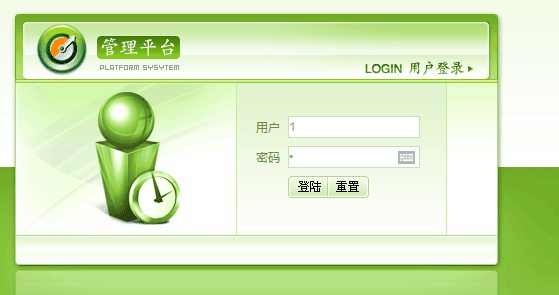 管理平台
PLATFORM SYSYTEM
LOGIN 用户登录
用户 1
密码 •
登陆 重置